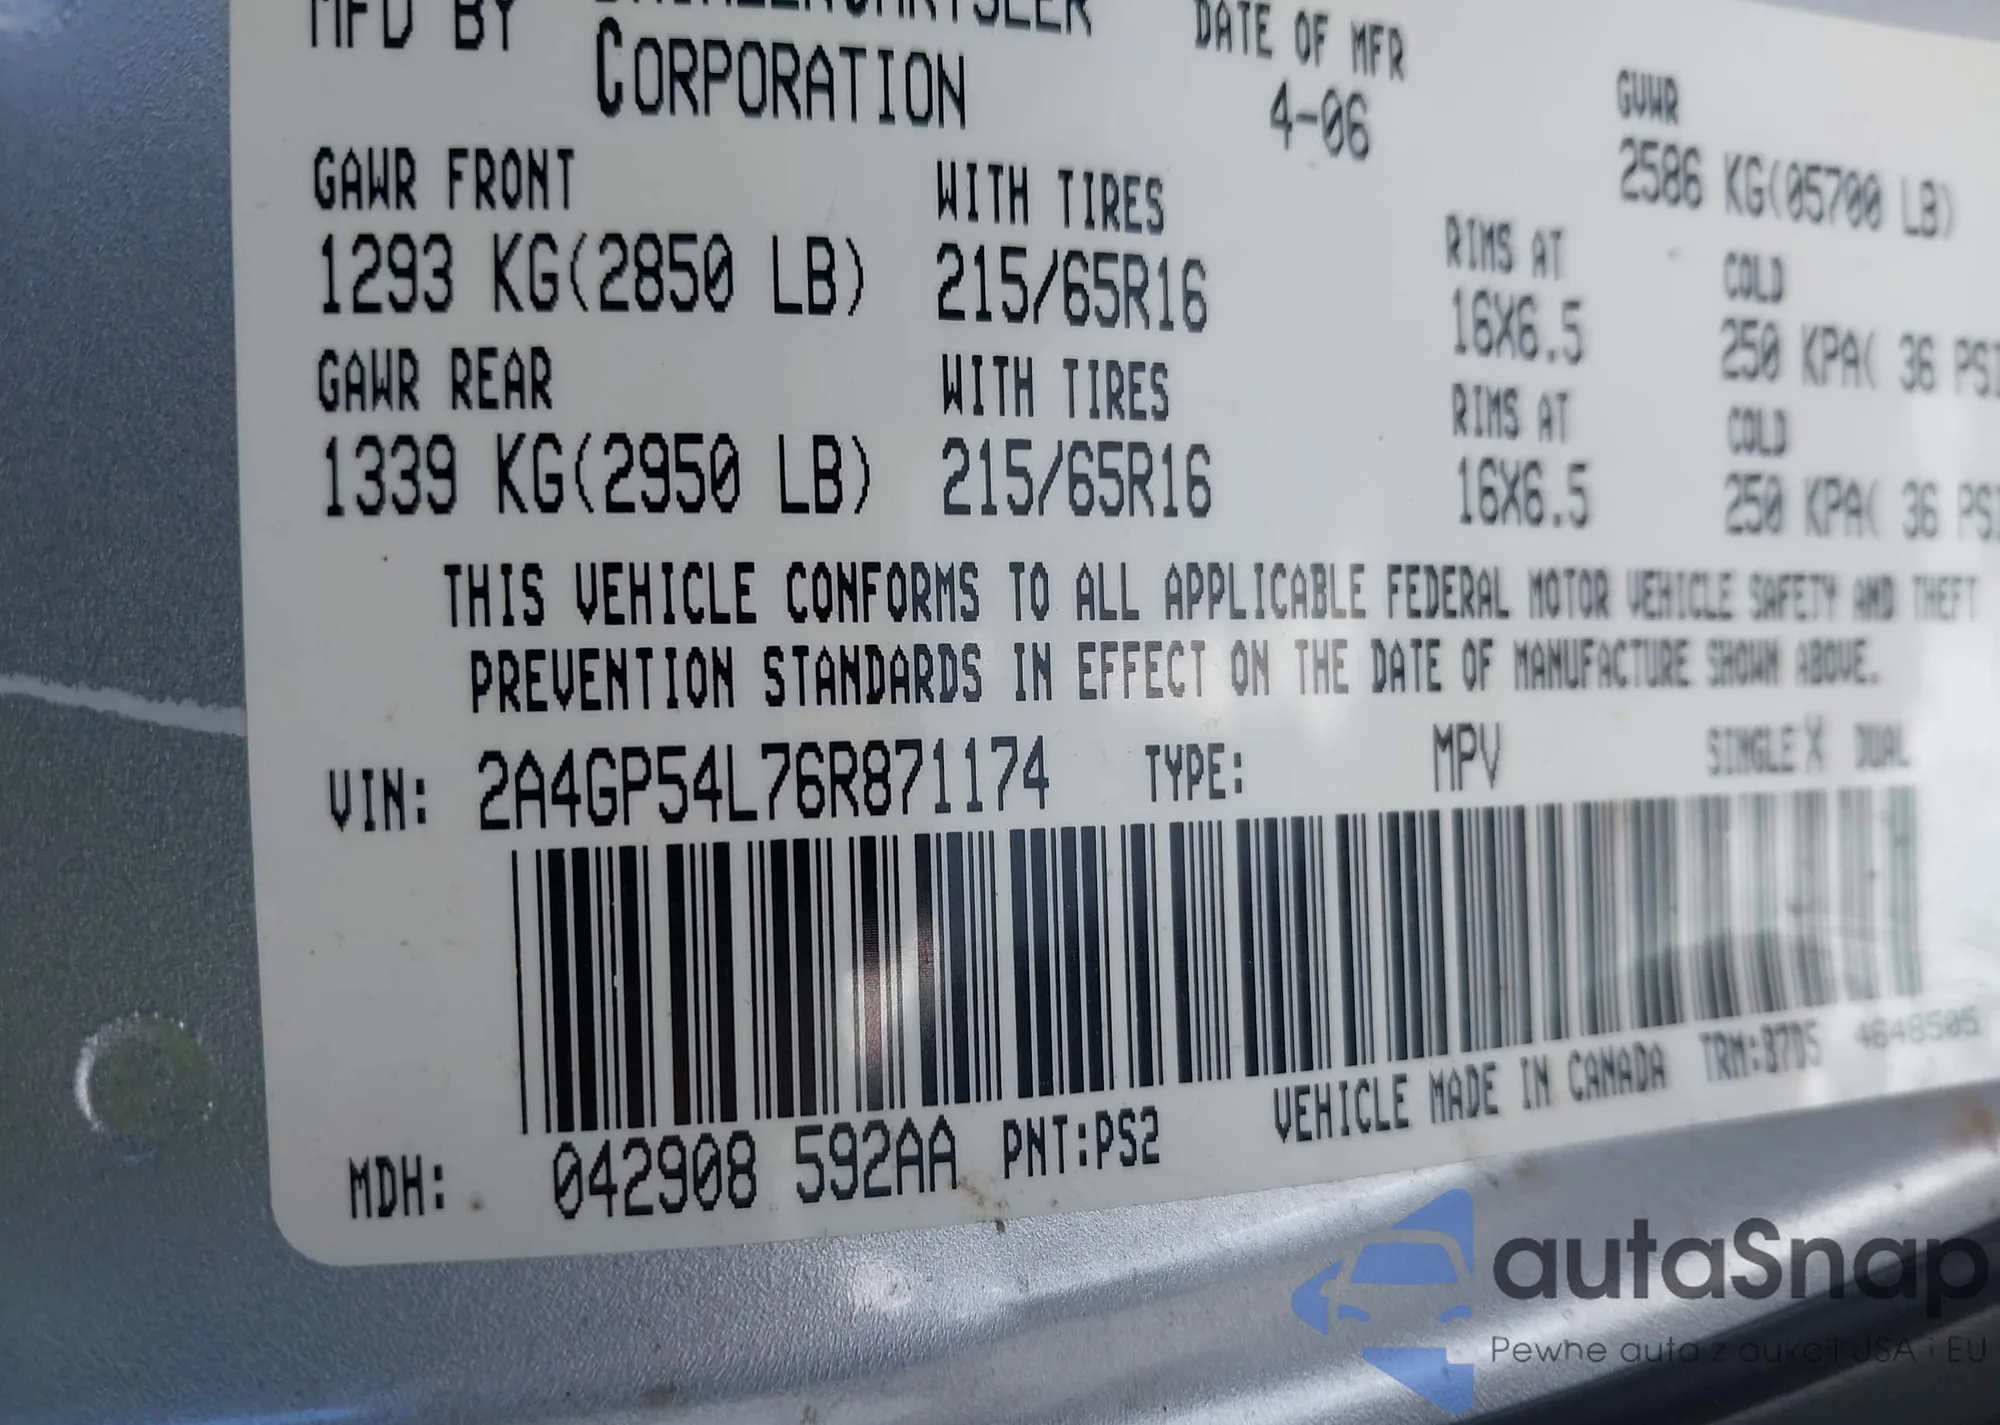 MFD BY DAIMLERCHRYSLER CORPORATION
DATE OF MFR
4-06
GVWR
2586 KG(05700 LB)
GAWR FRONT WITH TIRES RIMS AT COLD
1293 KG(2850 LB) 215/65R16 16X6.5 250 KPA( 36 PSI
GAWR REAR WITH TIRES RIMS AT COLD
1339 KG(2950 LB) 215/65R16 16X6.5 250 KPA( 36 PSI
THIS VEHICLE CONFORMS TO ALL APPLICABLE FEDERAL MOTOR VEHICLE SAFETY AND THEFT
PREVENTION STANDARDS IN EFFECT ON THE DATE OF MANUFACTURE SHOWN ABOVE.
VIN: 2A4GP54L76R871174 TYPE: MPV SINGLE X DUAL
MDH: 042908 592AA PNT:PS2 VEHICLE MADE IN CANADA TRM:B7D5 4648505
autaSnap
Pewne auta z aukcji USA i EU